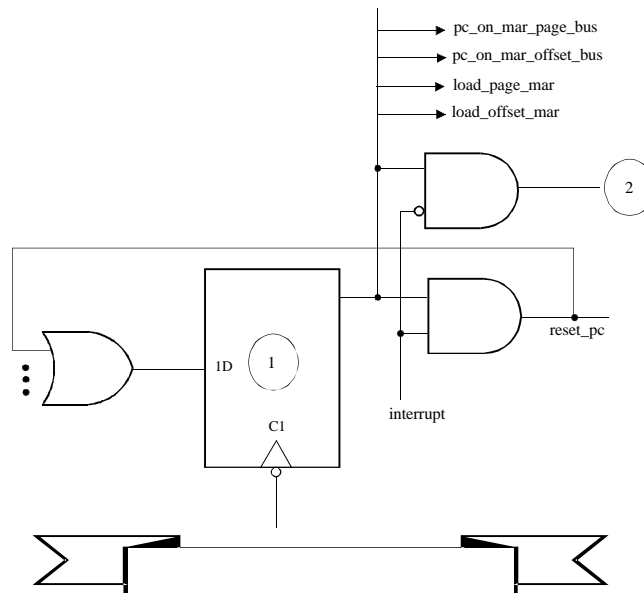 pc_on_mar_page_bus
pc_on_mar_offset_bus
load_page_mar
load_offset_mar
2
reset_pc
1D
1
interrupt
C1